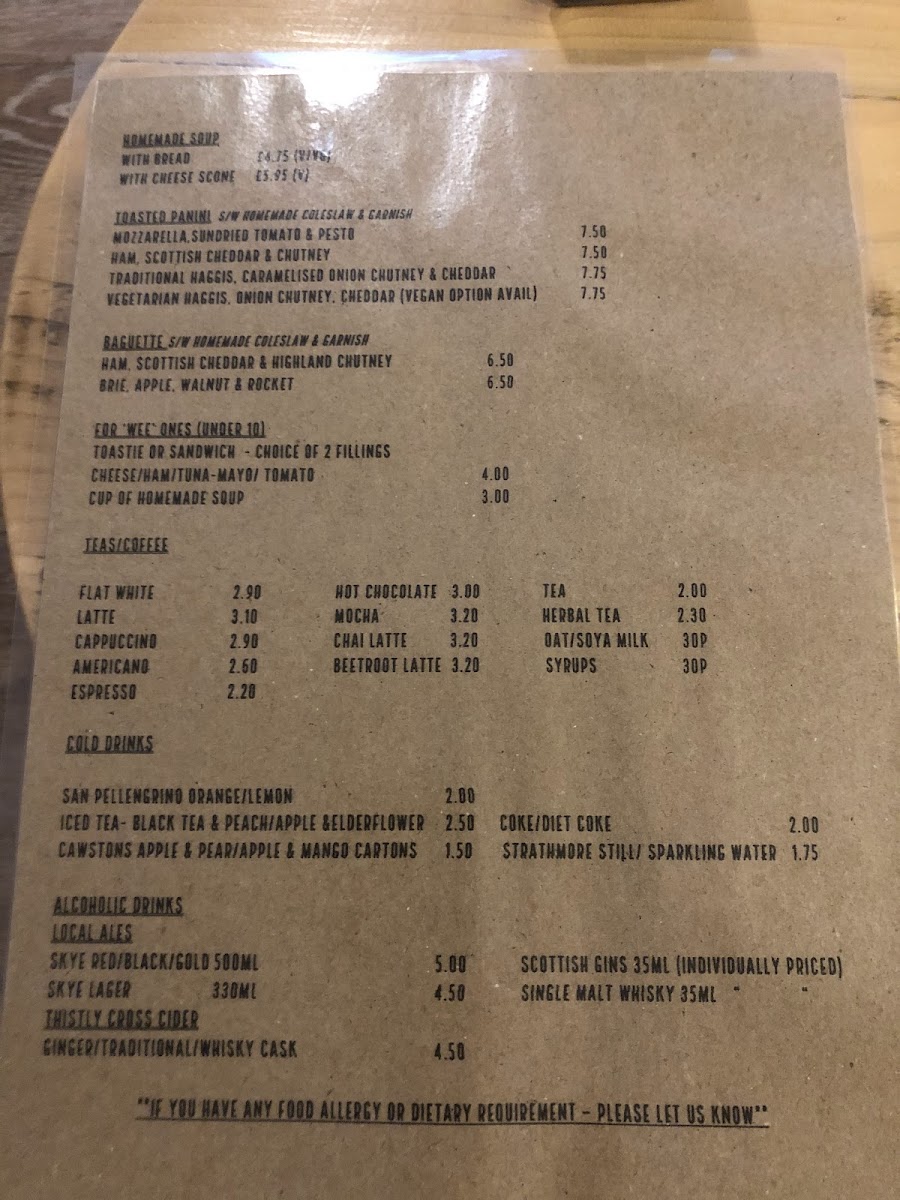 HOMEMADE SOUP
WITH BREAD £4.75 (V/VG)
WITH CHEESE SCONE £5.95 (V)
TOASTED PANINI S/W HOMEMADE COLESLAW & GARNISH
MOZZARELLA,SUNDRIED TOMATO & PESTO 7.50
HAM, SCOTTISH CHEDDAR & CHUTNEY 7.50
TRADITIONAL HAGGIS, CARAMELISED ONION CHUTNEY & CHEDDAR 7.75
VEGETARIAN HAGGIS, ONION CHUTNEY, CHEDDAR (VEGAN OPTION AVAIL) 7.75
BAGUETTE S/W HOMEMADE COLESLAW & GARNISH
HAM, SCOTTISH CHEDDAR & HIGHLAND CHUTNEY 6.50
BRIE, APPLE, WALNUT & ROCKET 6.50
FOR 'WEE' ONES (UNDER 10)
TOASTIE OR SANDWICH - CHOICE OF 2 FILLINGS
CHEESE/HAM/TUNA-MAYO/ TOMATO 4.00
CUP OF HOMEMADE SOUP 3.00
TEAS/COFFEE
FLAT WHITE 2.90 HOT CHOCOLATE 3.00 TEA 2.00
LATTE 3.10 MOCHA 3.20 HERBAL TEA 2.30
CAPPUCCINO 2.90 CHAI LATTE 3.20 OAT/SOYA MILK 30P
AMERICANO 2.60 BEETROOT LATTE 3.20 SYRUPS 30P
ESPRESSO 2.20
COLD DRINKS
SAN PELLENGRINO ORANGE/LEMON 2.00
ICED TEA- BLACK TEA & PEACH/APPLE &ELDERFLOWER 2.50 COKE/DIET COKE 2.00
CAWSTONS APPLE & PEAR/APPLE & MANGO CARTONS 1.50 STRATHMORE STILL/ SPARKLING WATER 1.75
ALCOHOLIC DRINKS
LOCAL ALES
SKYE RED/BLACK/GOLD 500ML 5.00 SCOTTISH GINS 35ML (INDIVIDUALLY PRICED)
SKYE LAGER 330ML 4.50 SINGLE MALT WHISKY 35ML " "
THISTLY CROSS CIDER
GINGER/TRADITIONAL/WHISKY CASK 4.50
**IF YOU HAVE ANY FOOD ALLERGY OR DIETARY REQUIREMENT - PLEASE LET US KNOW**